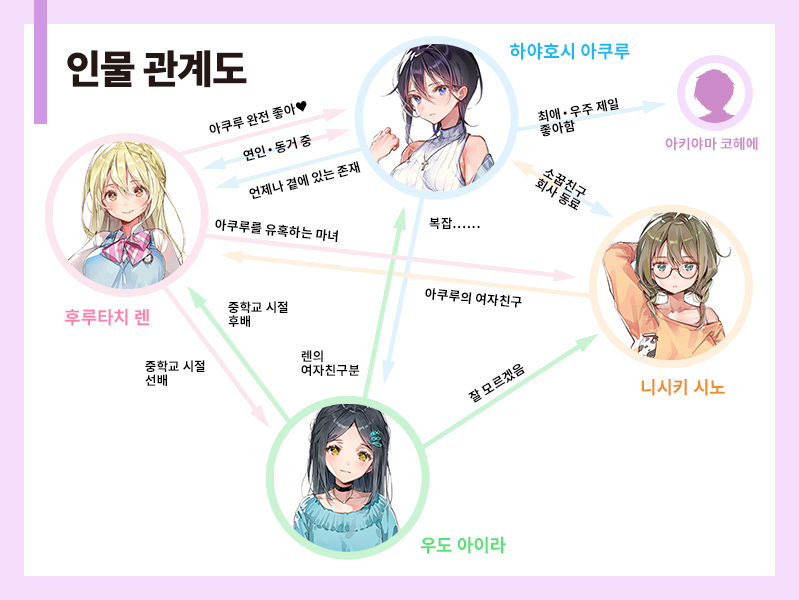 인물 관계도
하야호시 아쿠루
아쿠루 완전 좋아♥
최애・우주 제일
좋아함
아키야마 코헤에
연인・동거 중
언제나 곁에 있는 존재
소꿉친구
회사 동료
복잡……
아쿠루를 유혹하는 마녀
아쿠루의 여자친구
후루타치 렌
중학교 시절
후배
중학교 시절
선배
렌의
여자친구분
잘 모르겠음
니시키 시노
우도 아이라